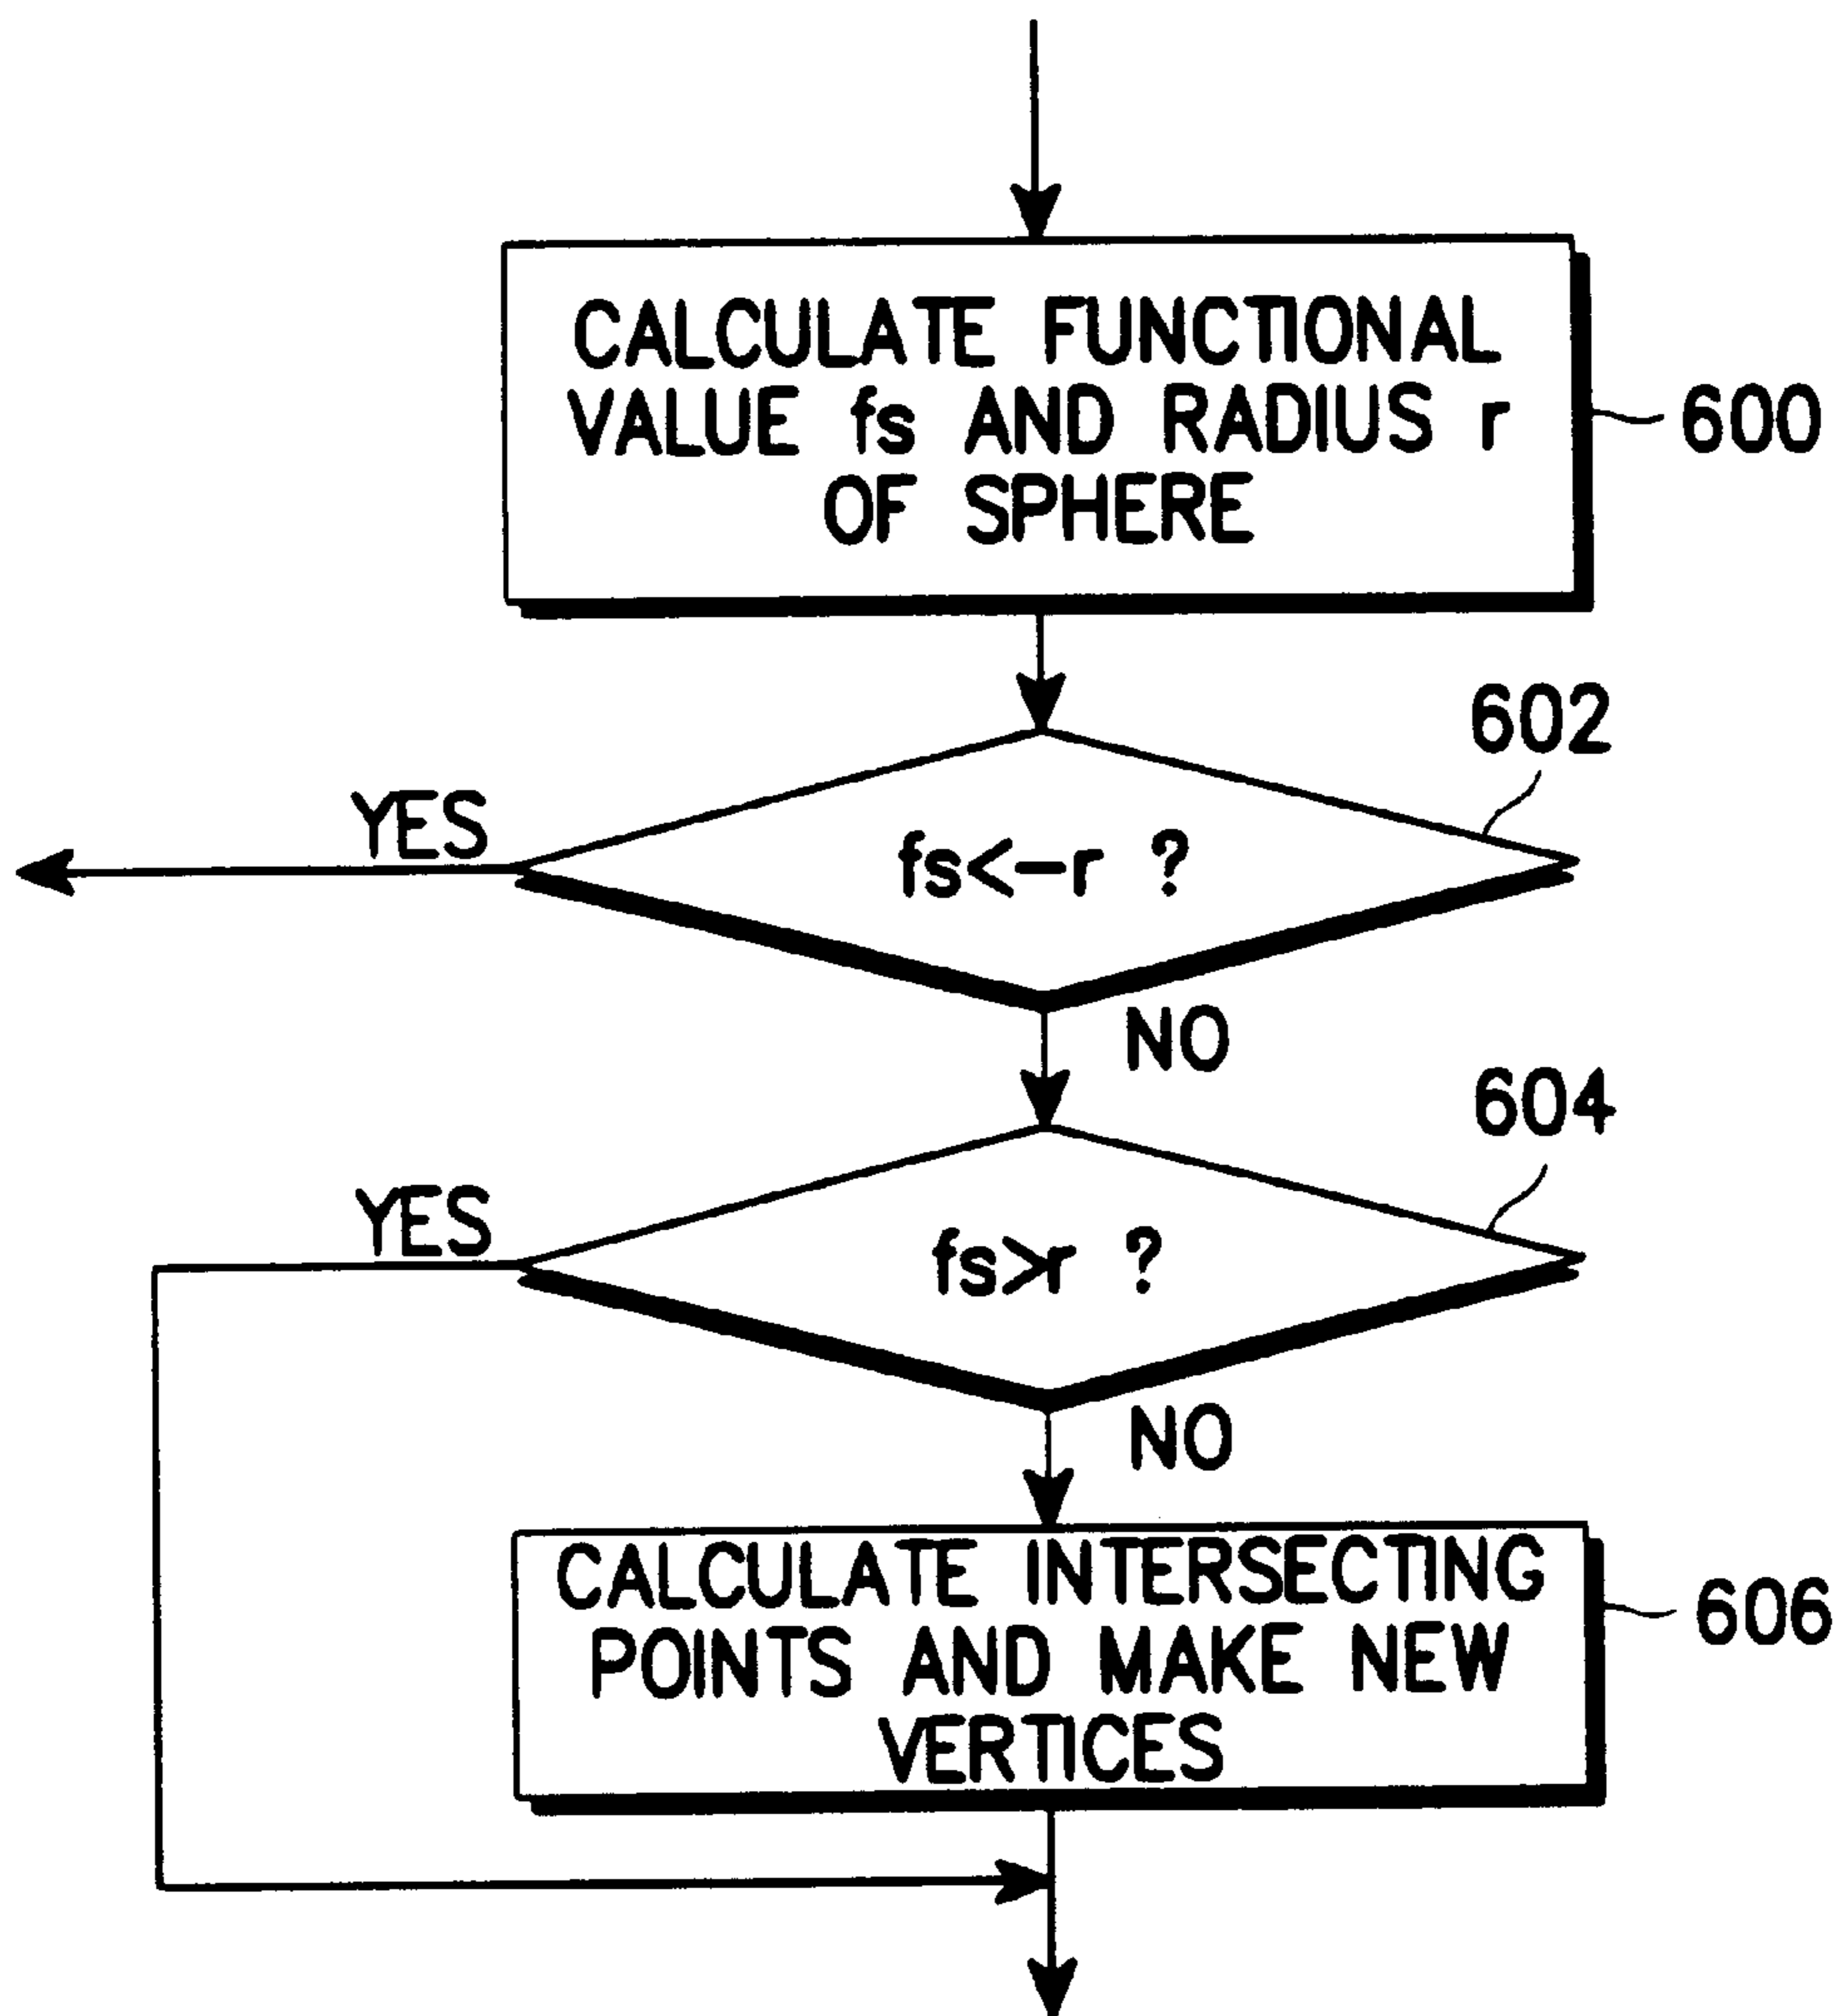 CALCULATE FUNCTIONAL
VALUE fs AND RADIUS r
OF SPHERE
600
602
YES
fs<-r ?
NO
604
YES
fs>r ?
NO
CALCULATE INTERSECTING
POINTS AND MAKE NEW
VERTICES
606